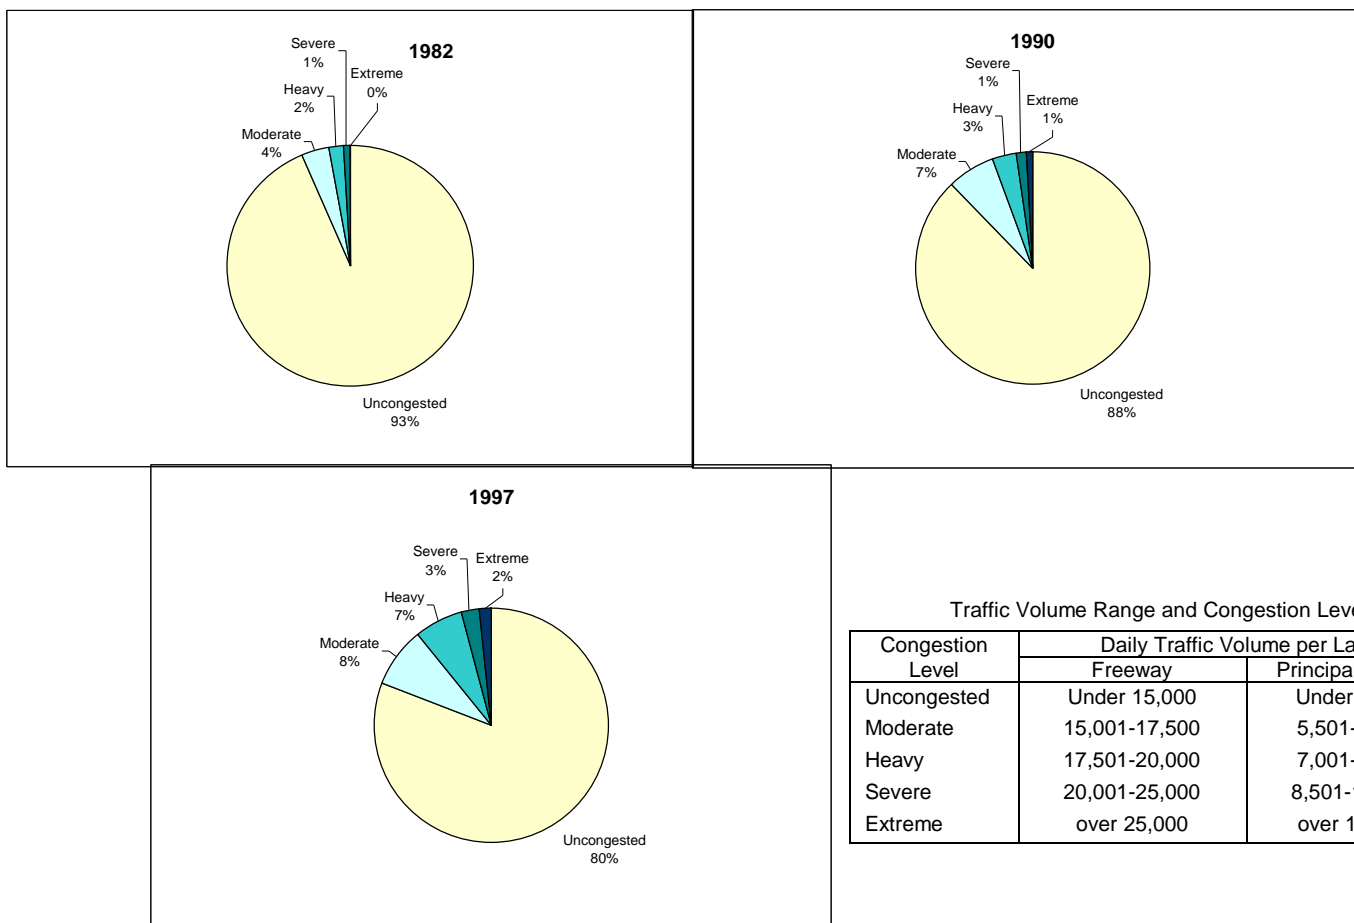 1982
Severe
1%
Extreme
0%
Heavy
2%
Moderate
4%
Uncongested
93%
1990
Severe
1%
Extreme
1%
Heavy
3%
Moderate
7%
Uncongested
88%
1997
Severe
3%
Extreme
2%
Heavy
7%
Moderate
8%
Uncongested
80%
Traffic Volume Range and Congestion Leve
Congestion Level
Daily Traffic Volume per La
Freeway Principa
Uncongested Under 15,000 Under
Moderate 15,001-17,500 5,501-
Heavy 17,501-20,000 7,001-
Severe 20,001-25,000 8,501-1
Extreme over 25,000 over 1